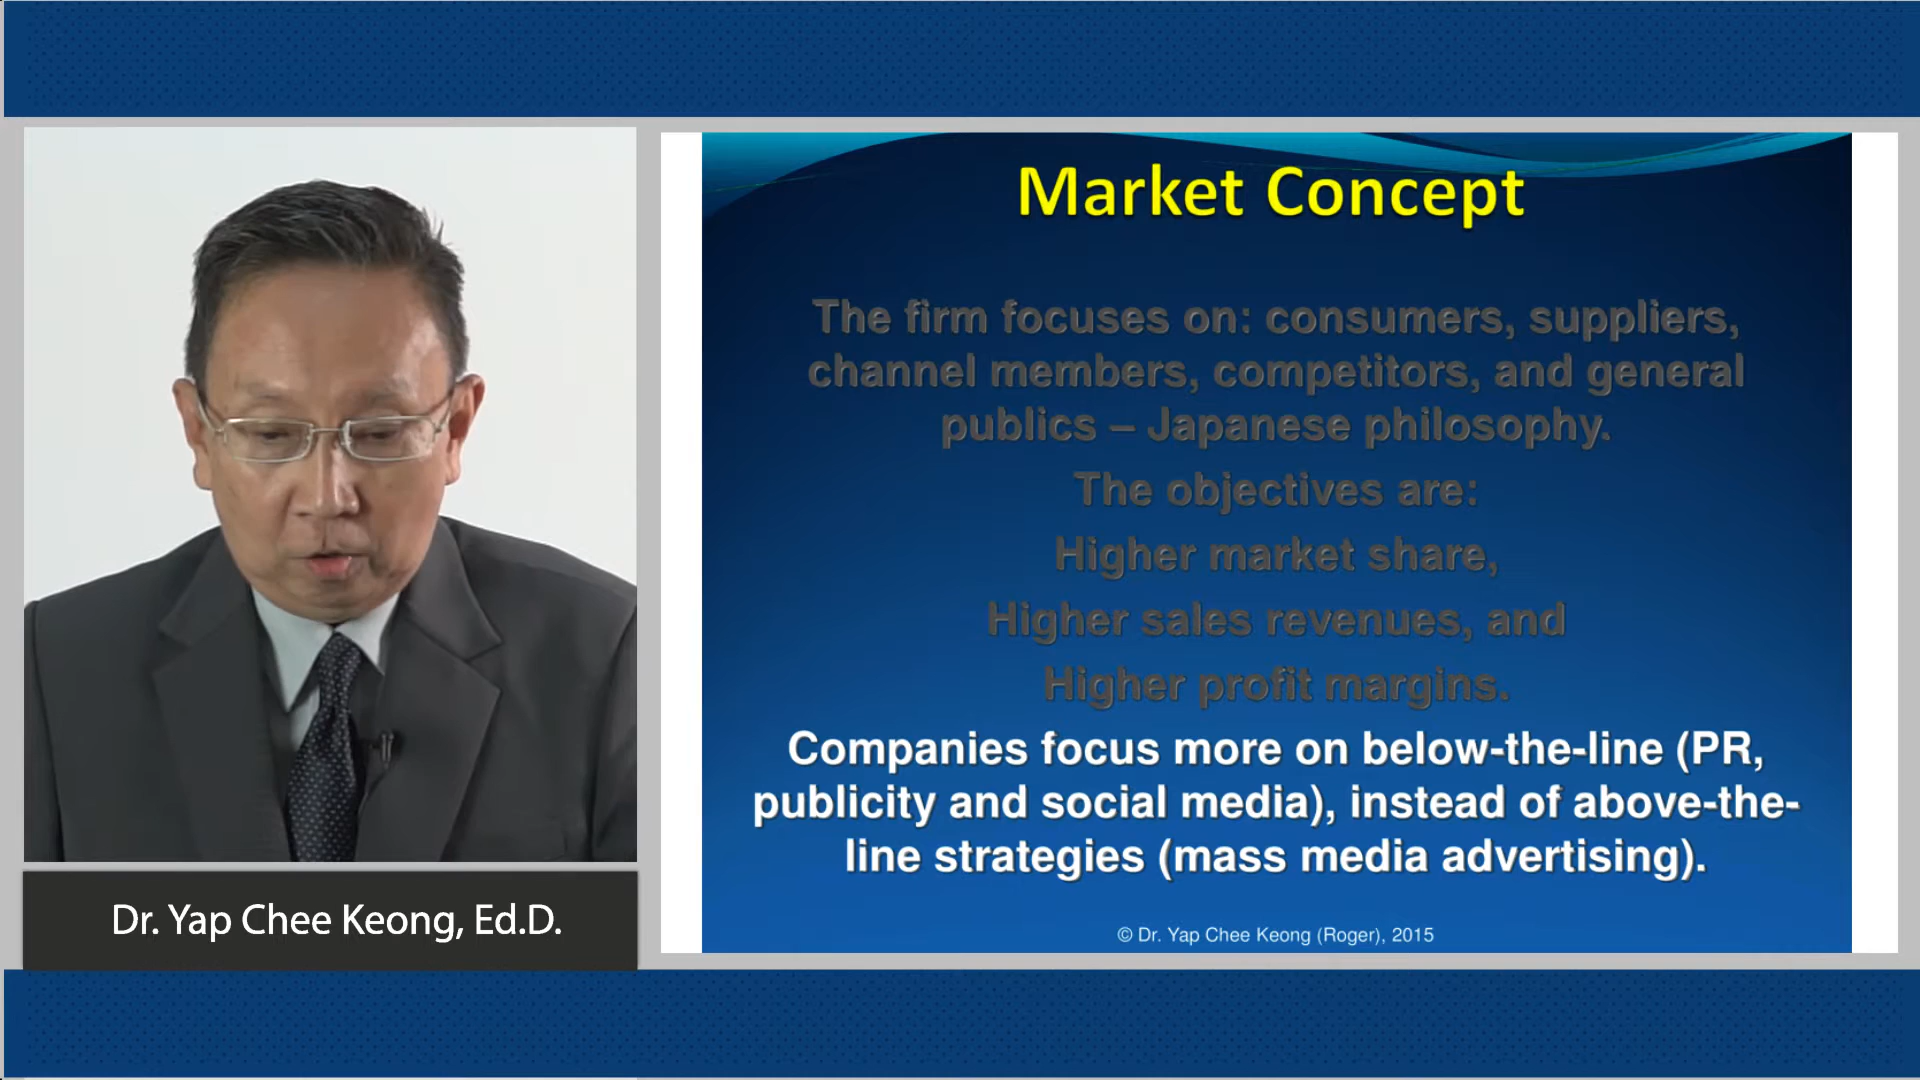 Market Concept
The firm focuses on: consumers, suppliers,
channel members, competitors, and general
publics – Japanese philosophy.
The objectives are:
Higher market share,
Higher sales revenues, and
Higher profit margins.
Companies focus more on below-the-line (PR,
publicity and social media), instead of above-the-
line strategies (mass media advertising).
© Dr. Yap Chee Keong (Roger), 2015
Dr. Yap Chee Keong, Ed.D.